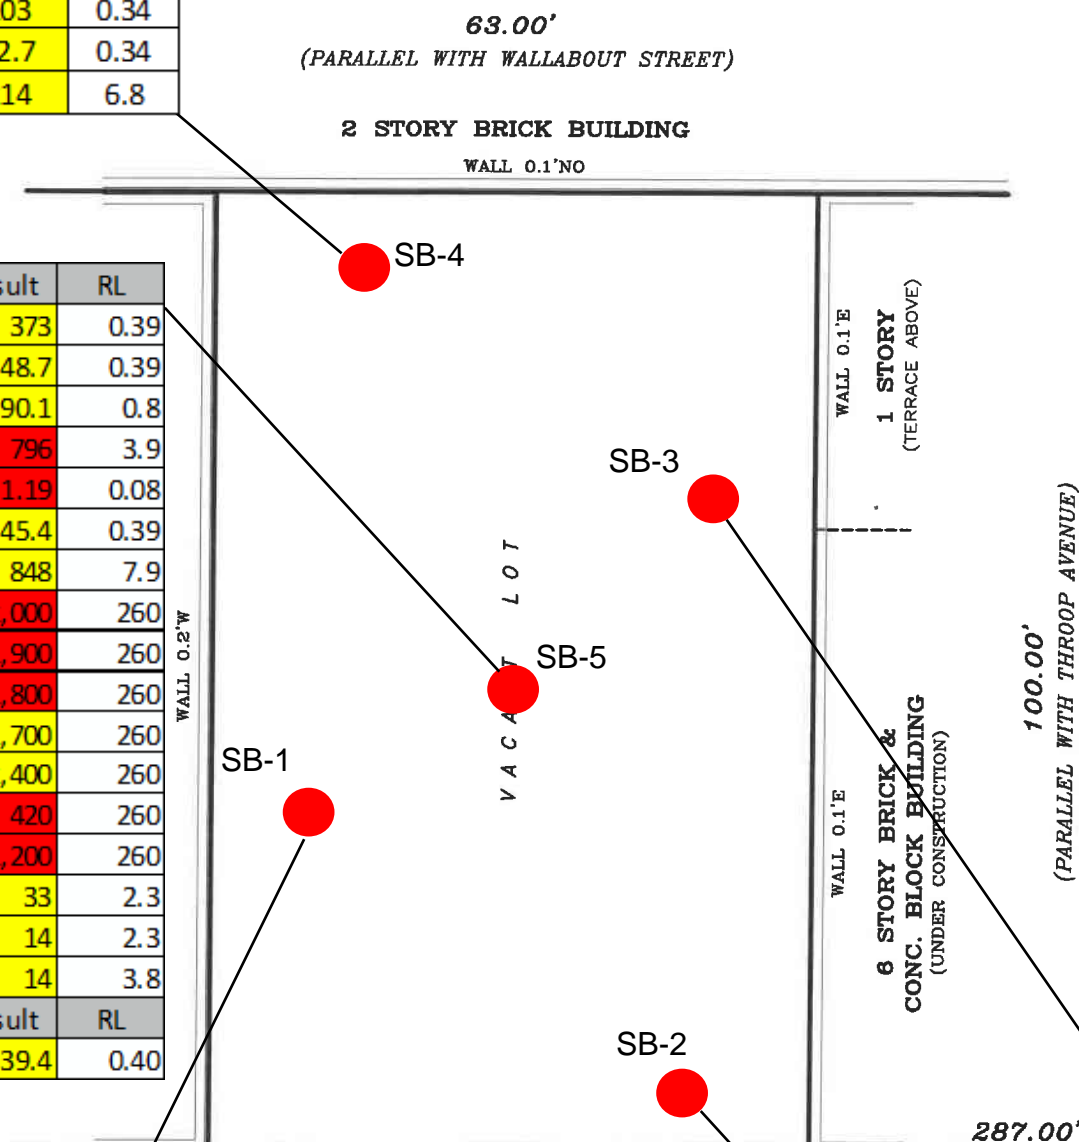 03 0.34
2.7 0.34
14 6.8
63.00'
(PARALLEL WITH WALLABOUT STREET)
2 STORY BRICK BUILDING
WALL 0.1'NO
SB-4
sult RL
373 0.39
48.7 0.39
90.1 0.8
796 3.9
1.19 0.08
45.4 0.39
848 7.9
,000 260
,900 260
,800 260
,700 260
,400 260
420 260
,200 260
33 2.3
14 2.3
14 3.8
sult RL
39.4 0.40
WALL 0.2'W
WALL 0.1'E
1 STORY
(TERRACE ABOVE)
SB-3
VACANT LOT
SB-5
SB-1
WALL 0.1'E
6 STORY BRICK &
CONC. BLOCK BUILDING
(UNDER CONSTRUCTION)
100.00'
(PARALLEL WITH THROOP AVENUE)
SB-2
287.00'